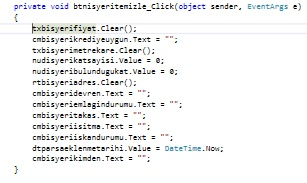 private void btnisyeritemizle_Click(object sender, EventArgs e)
{
txbisyerifiyat.Clear();
cmbisyerikrediyeuygun.Text = "";
txbisyerimetrekare.Clear();
nudisyerikatsayisi.Value = 0;
nudisyeribulundugukat.Value = 0;
rtbisyeriadres.Clear();
cmbisyeridevren.Text = "";
cmbisyeriemlagindurumu.Text = "";
cmbisyeritakas.Text = "";
cmbisyeriisitma.Text = "";
cmbisyeriiskandurumu.Text = "";
dtparsaeklenmetarihi.Value = DateTime.Now;
cmbisyerikimden.Text = "";
}